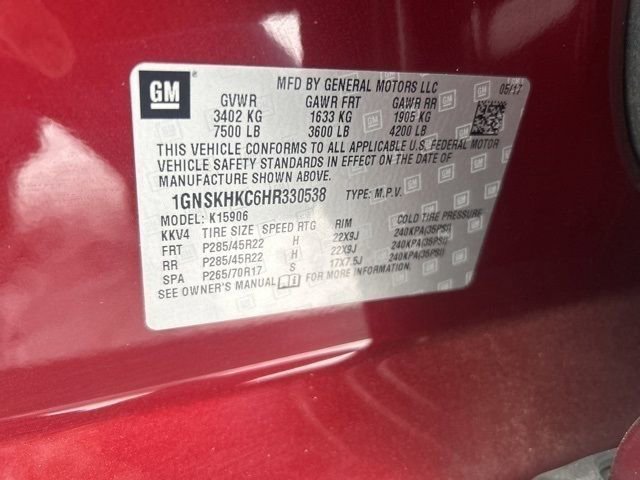 GM
MFD BY GENERAL MOTORS LLC 05/17
GVWR GAWR FRT GAWR RR
3402 KG 1633 KG 1905 KG
7500 LB 3600 LB 4200 LB
THIS VEHICLE CONFORMS TO ALL APPLICABLE U.S. FEDERAL MOTOR
VEHICLE SAFETY STANDARDS IN EFFECT ON THE DATE OF
MANUFACTURE SHOWN ABOVE.
1GNSKHKC6HR330538 TYPE: M.P.V.
MODEL: K15906
KKV4 TIRE SIZE SPEED RTG RIM COLD TIRE PRESSURE
FRT P285/45R22 H 22X9J 240KPA(35PSI)
RR P285/45R22 H 22X9J 240KPA(35PSI)
SPA P265/70R17 S 17X7.5J 240KPA(35PSI)
SEE OWNER'S MANUAL FOR MORE INFORMATION.